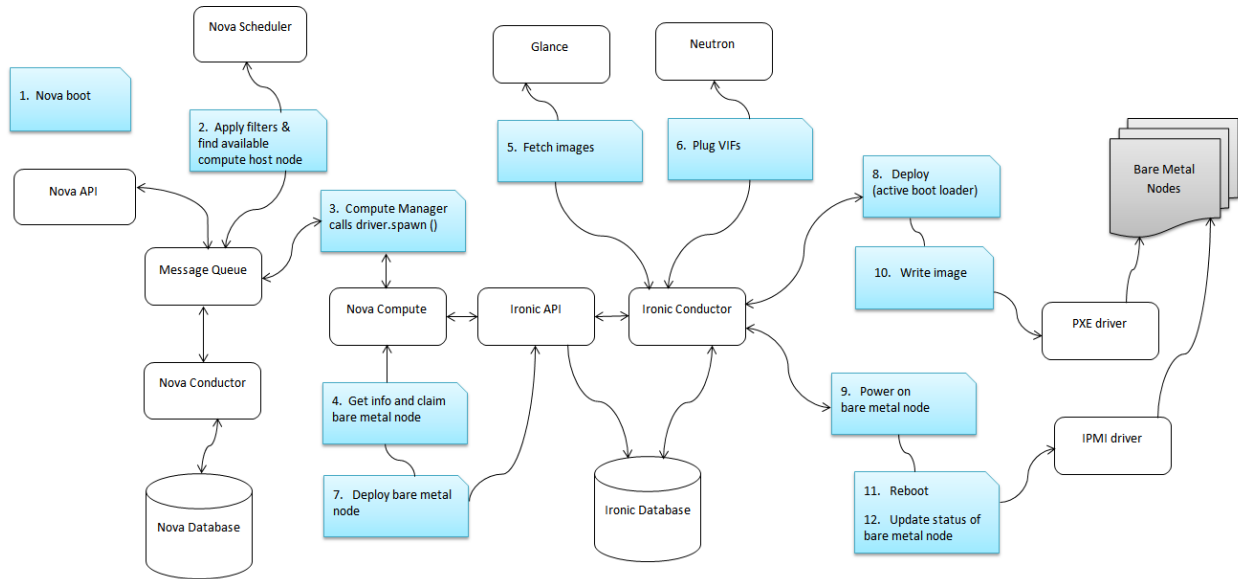 Nova Scheduler
Glance
Neutron
1. Nova boot
2. Apply filters &
find available
compute host node
5. Fetch images
6. Plug VIFs
Bare Metal
Nodes
Nova API
3. Compute Manager
calls driver.spawn ()
8. Deploy
(active boot loader)
Message Queue
10. Write image
Nova Compute
Ironic API
Ironic Conductor
PXE driver
Nova Conductor
4. Get info and claim
bare metal node
9. Power on
bare metal node
IPMI driver
7. Deploy bare metal
node
11. Reboot
12. Update status of
bare metal node
Nova Database
Ironic Database